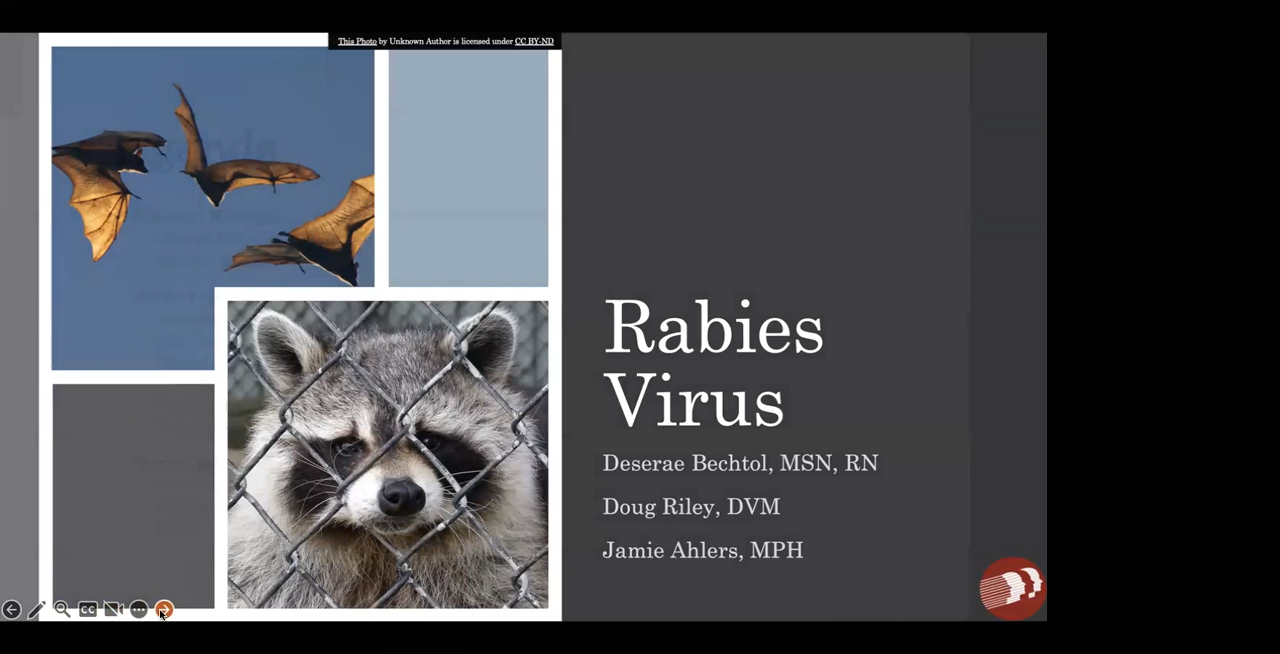 This Photo by Unknown Author is licensed under CC BY-ND
Rabies
Virus
Deserae Bechtol, MSN, RN
Doug Riley, DVM
Jamie Ahlers, MPH
CC